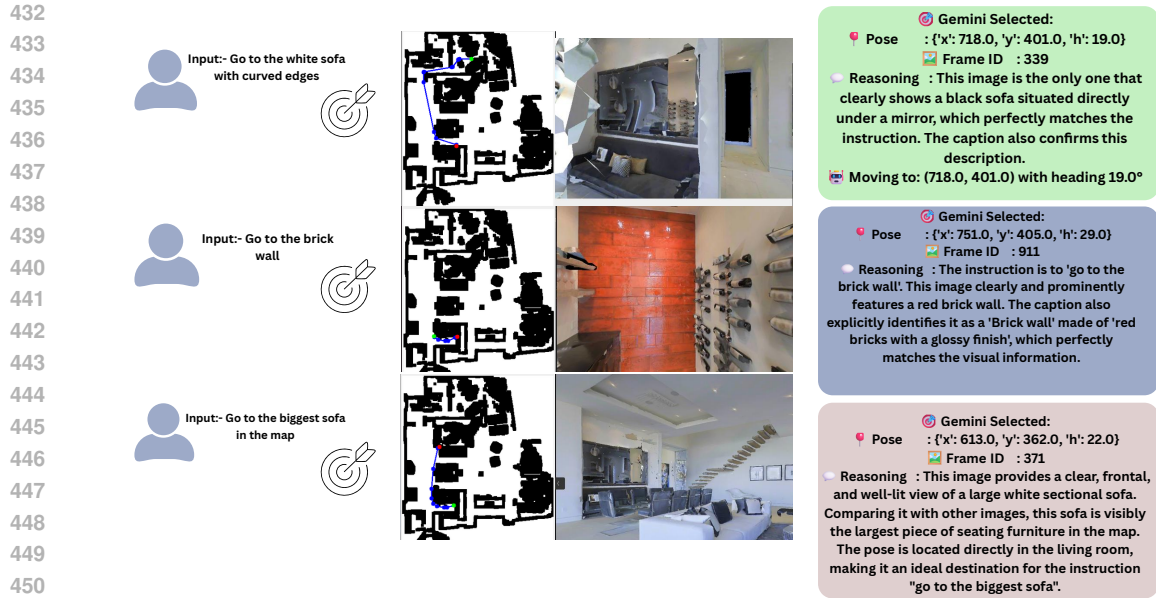 432
433
434
435
436
437
438
439
440
441
442
443
444
445
446
447
448
449
450
Input:- Go to the white sofa
with curved edges
Gemini Selected:
Pose : {'x': 718.0, 'y': 401.0, 'h': 19.0}
Frame ID : 339
Reasoning : This image is the only one that
clearly shows a black sofa situated directly
under a mirror, which perfectly matches the
instruction. The caption also confirms this
description.
Moving to: (718.0, 401.0) with heading 19.0°
Input:- Go to the brick
wall
Gemini Selected:
Pose : {'x': 751.0, 'y': 405.0, 'h': 29.0}
Frame ID : 911
Reasoning : The instruction is to 'go to the
brick wall'. This image clearly and prominently
features a red brick wall. The caption also
explicitly identifies it as a 'Brick wall' made of 'red
bricks with a glossy finish', which perfectly
matches the visual information.
Input:- Go to the biggest sofa
in the map
Gemini Selected:
Pose : {'x': 613.0, 'y': 362.0, 'h': 22.0}
Frame ID : 371
Reasoning : This image provides a clear, frontal,
and well-lit view of a large white sectional sofa.
Comparing it with other images, this sofa is visibly
the largest piece of seating furniture in the map.
The pose is located directly in the living room,
making it an ideal destination for the instruction
"go to the biggest sofa".